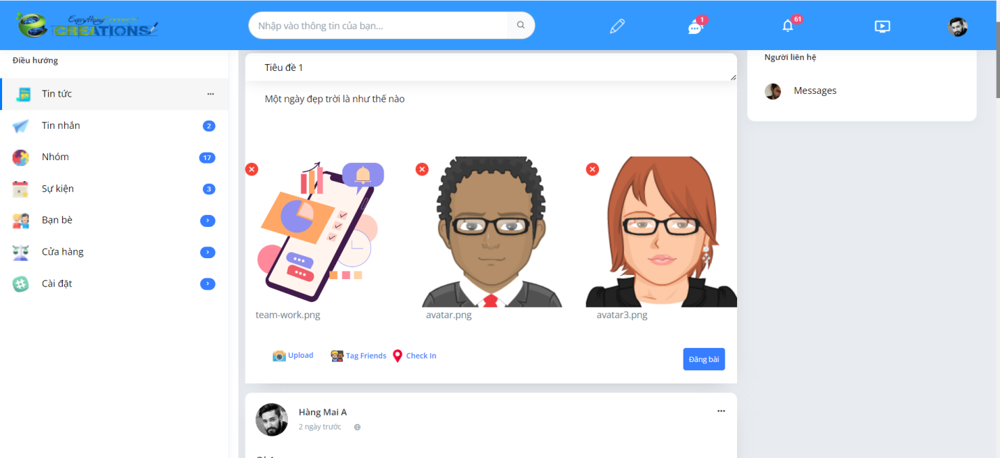 Everything
CREATIONS
Nhập vào thông tin của bạn...
1
61
Điều hướng
Tin tức
Tin nhắn
2
Nhóm
17
Sự kiện
3
Bạn bè
Cửa hàng
Cài đặt
Tiêu đề 1
Một ngày đẹp trời là như thế nào
team-work.png
avatar.png
avatar3.png
Upload
Tag Friends
Check In
Đăng bài
Hàng Mai A
2 ngày trước
Người liên hệ
Messages